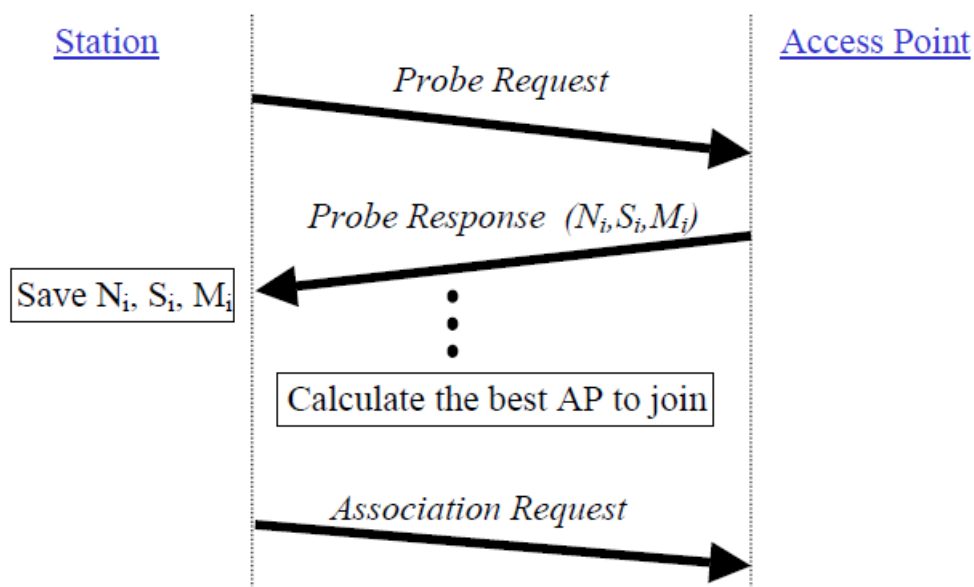 Station
Access Point
Probe Request
Probe Response (Ni,Si,Mi)
Save Ni, Si, Mi
Calculate the best AP to join
Association Request